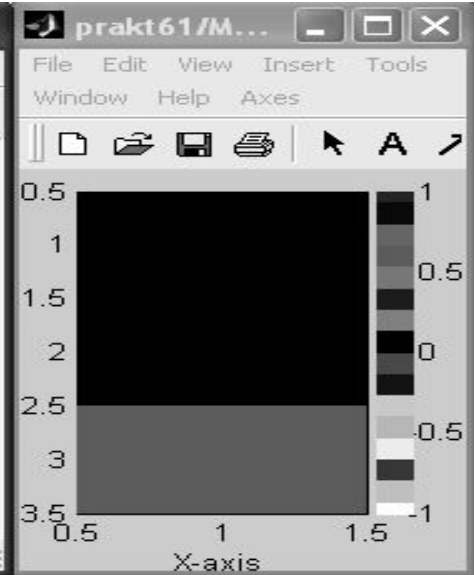 prakt61/M...
File Edit View Insert Tools
Window Help Axes
A
0.5 1
1
0.5
1.5
2 0
2.5
-0.5
3
3.5 -1
0.5 1 1.5
X-axis